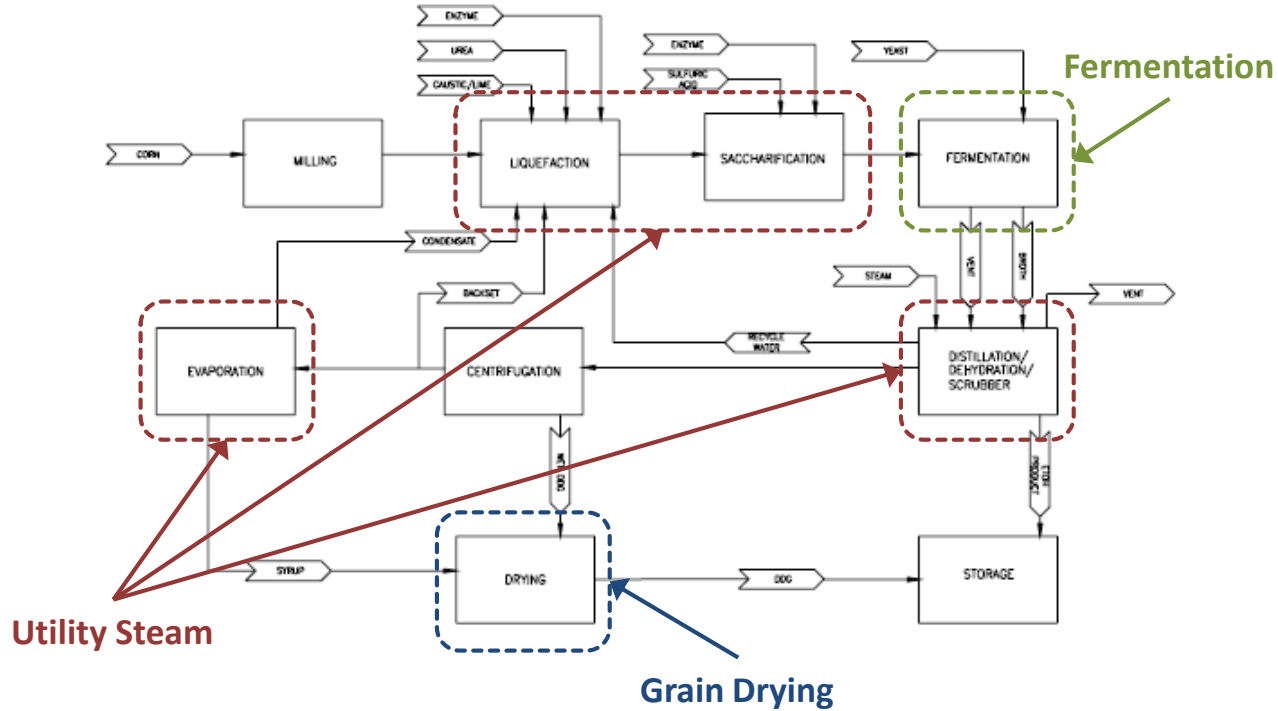 ENZYME
UREA
CAUSTIC/LIME
ENZYME
SULFURIC
ACID
YEAST
Fermentation
CORN
MILLING
LIQUEFACTION
SACCHARIFICATION
FERMENTATION
CONDENSATE
BACKSET
STEAM
VENT
BROTH
VENT
RECYCLE
WATER
EVAPORATION
CENTRIFUGATION
DISTILLATION/
DEHYDRATION/
SCRUBBER
WET DDG
ETOH
PRODUCT
SYRUP
DRYING
DDG
STORAGE
Utility Steam
Grain Drying